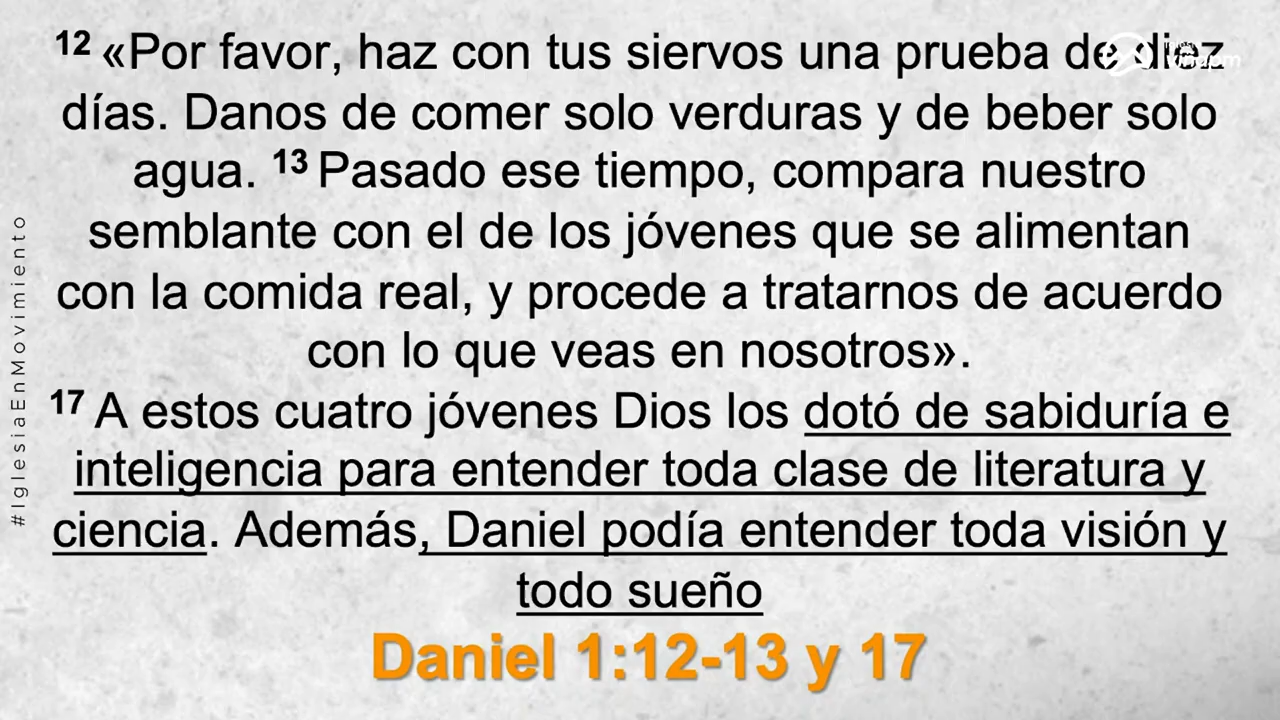 12 «Por favor, haz con tus siervos una prueba de diez
días. Danos de comer solo verduras y de beber solo
agua. 13 Pasado ese tiempo, compara nuestro
semblante con el de los jóvenes que se alimentan
con la comida real, y procede a tratarnos de acuerdo
con lo que veas en nosotros».
17 A estos cuatro jóvenes Dios los dotó de sabiduría e
inteligencia para entender toda clase de literatura y
ciencia. Además, Daniel podía entender toda visión y
todo sueño
Daniel 1:12-13 y 17
#IglesiaEnMovimiento